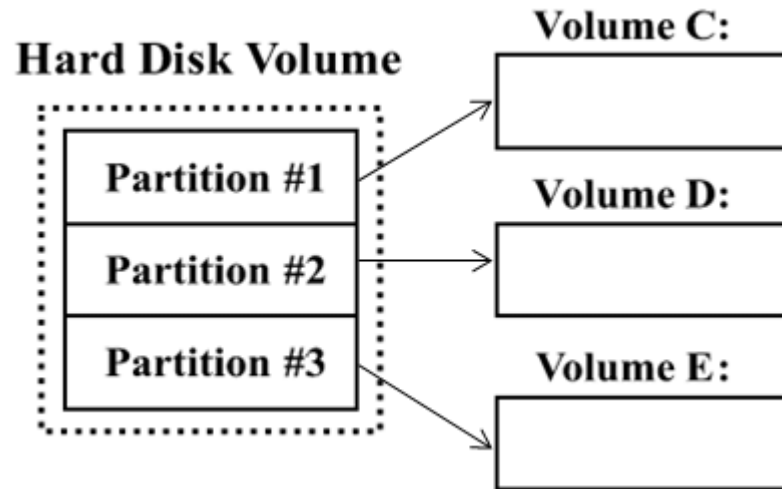 Hard Disk Volume
Partition #1
Partition #2
Partition #3
Volume C:
Volume D:
Volume E: